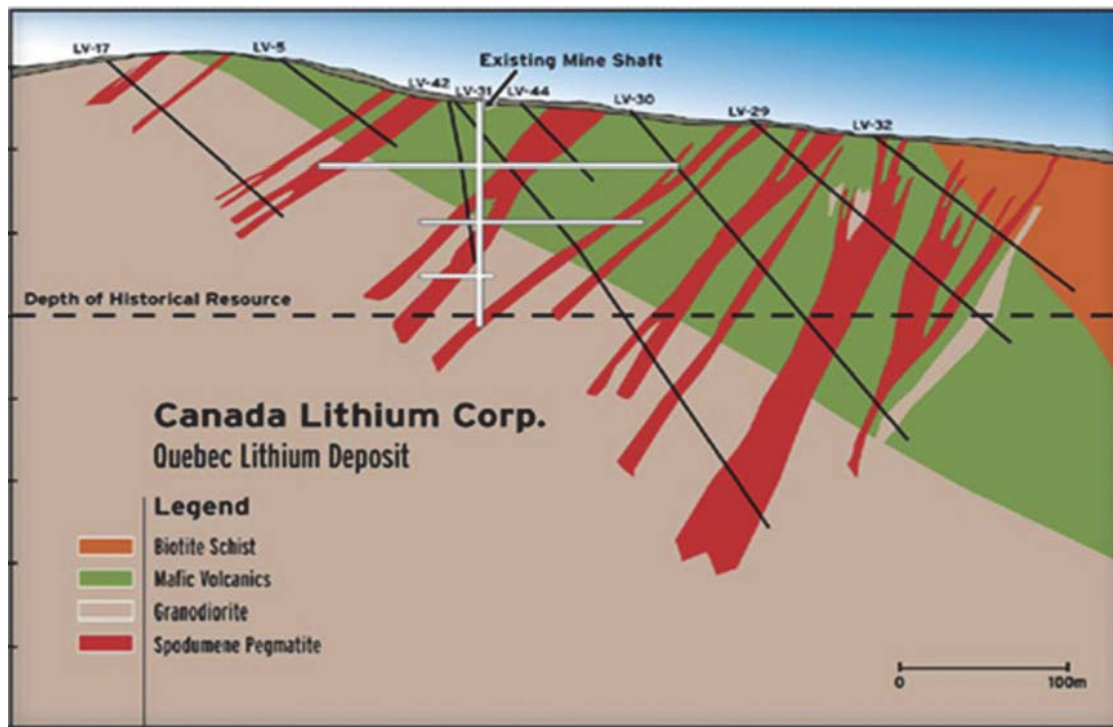 LV-17
LV-5
Existing Mine Shaft
LV-42
LV-31
LV-44
LV-30
LV-29
LV-32
Depth of Historical Resource
Canada Lithium Corp.
Quebec Lithium Deposit
Legend
Biotite Schist
Mafic Volcanics
Granodiorite
Spodumene Pegmatite
0 100m